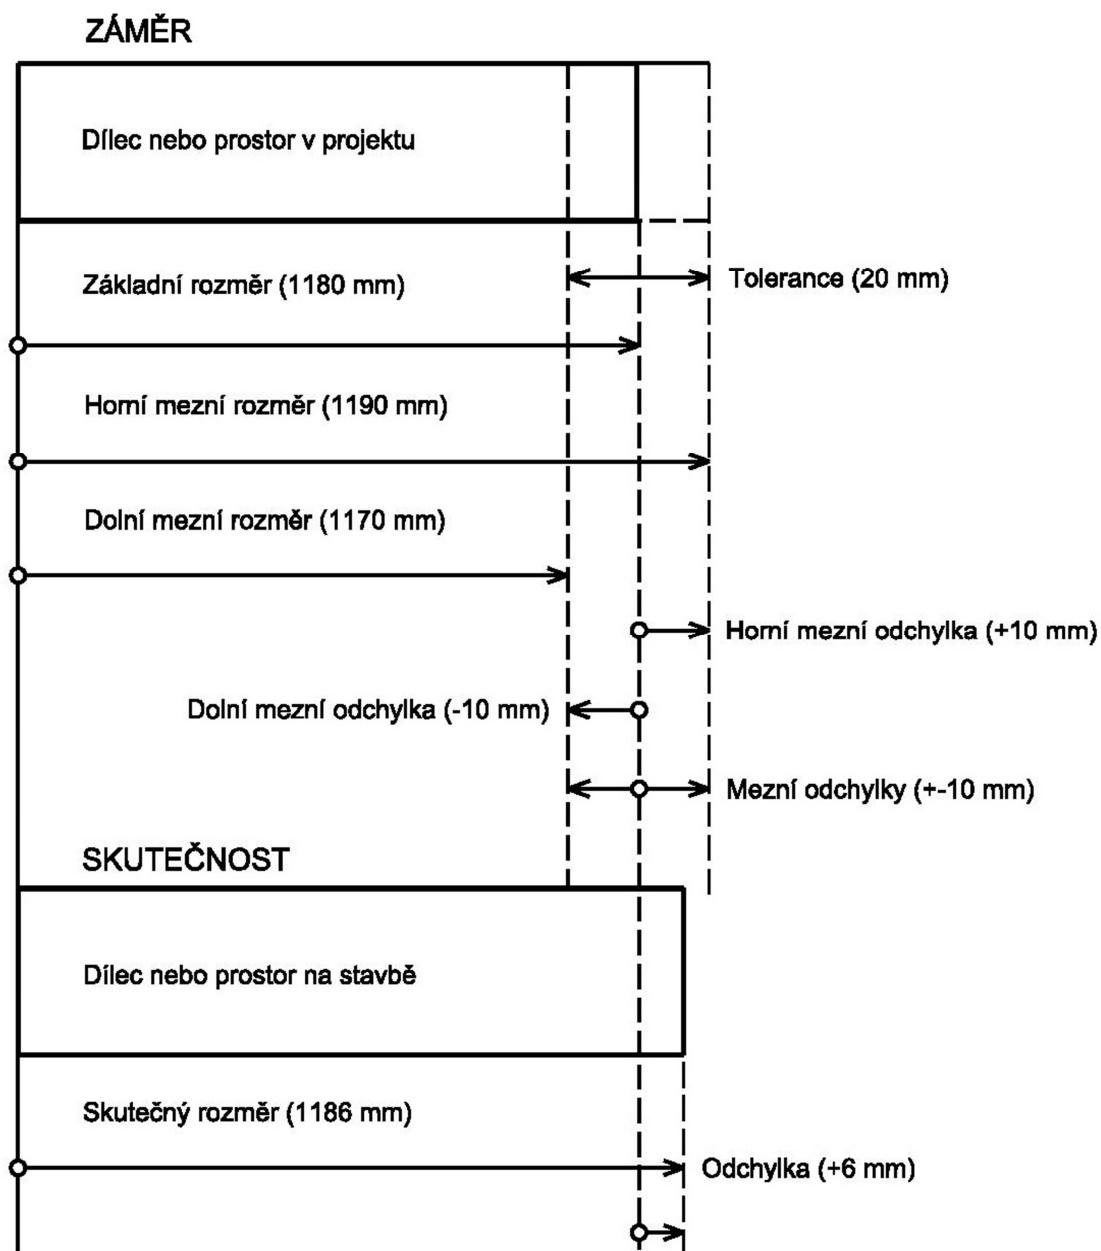 ZÁMĚR
Dílec nebo prostor v projektu
Základní rozměr (1180 mm)
Tolerance (20 mm)
Horní mezní rozměr (1190 mm)
Dolní mezní rozměr (1170 mm)
Horní mezní odchylka (+10 mm)
Dolní mezní odchylka (-10 mm)
Mezní odchylky (+-10 mm)
SKUTEČNOST
Dílec nebo prostor na stavbě
Skutečný rozměr (1186 mm)
Odchylka (+6 mm)